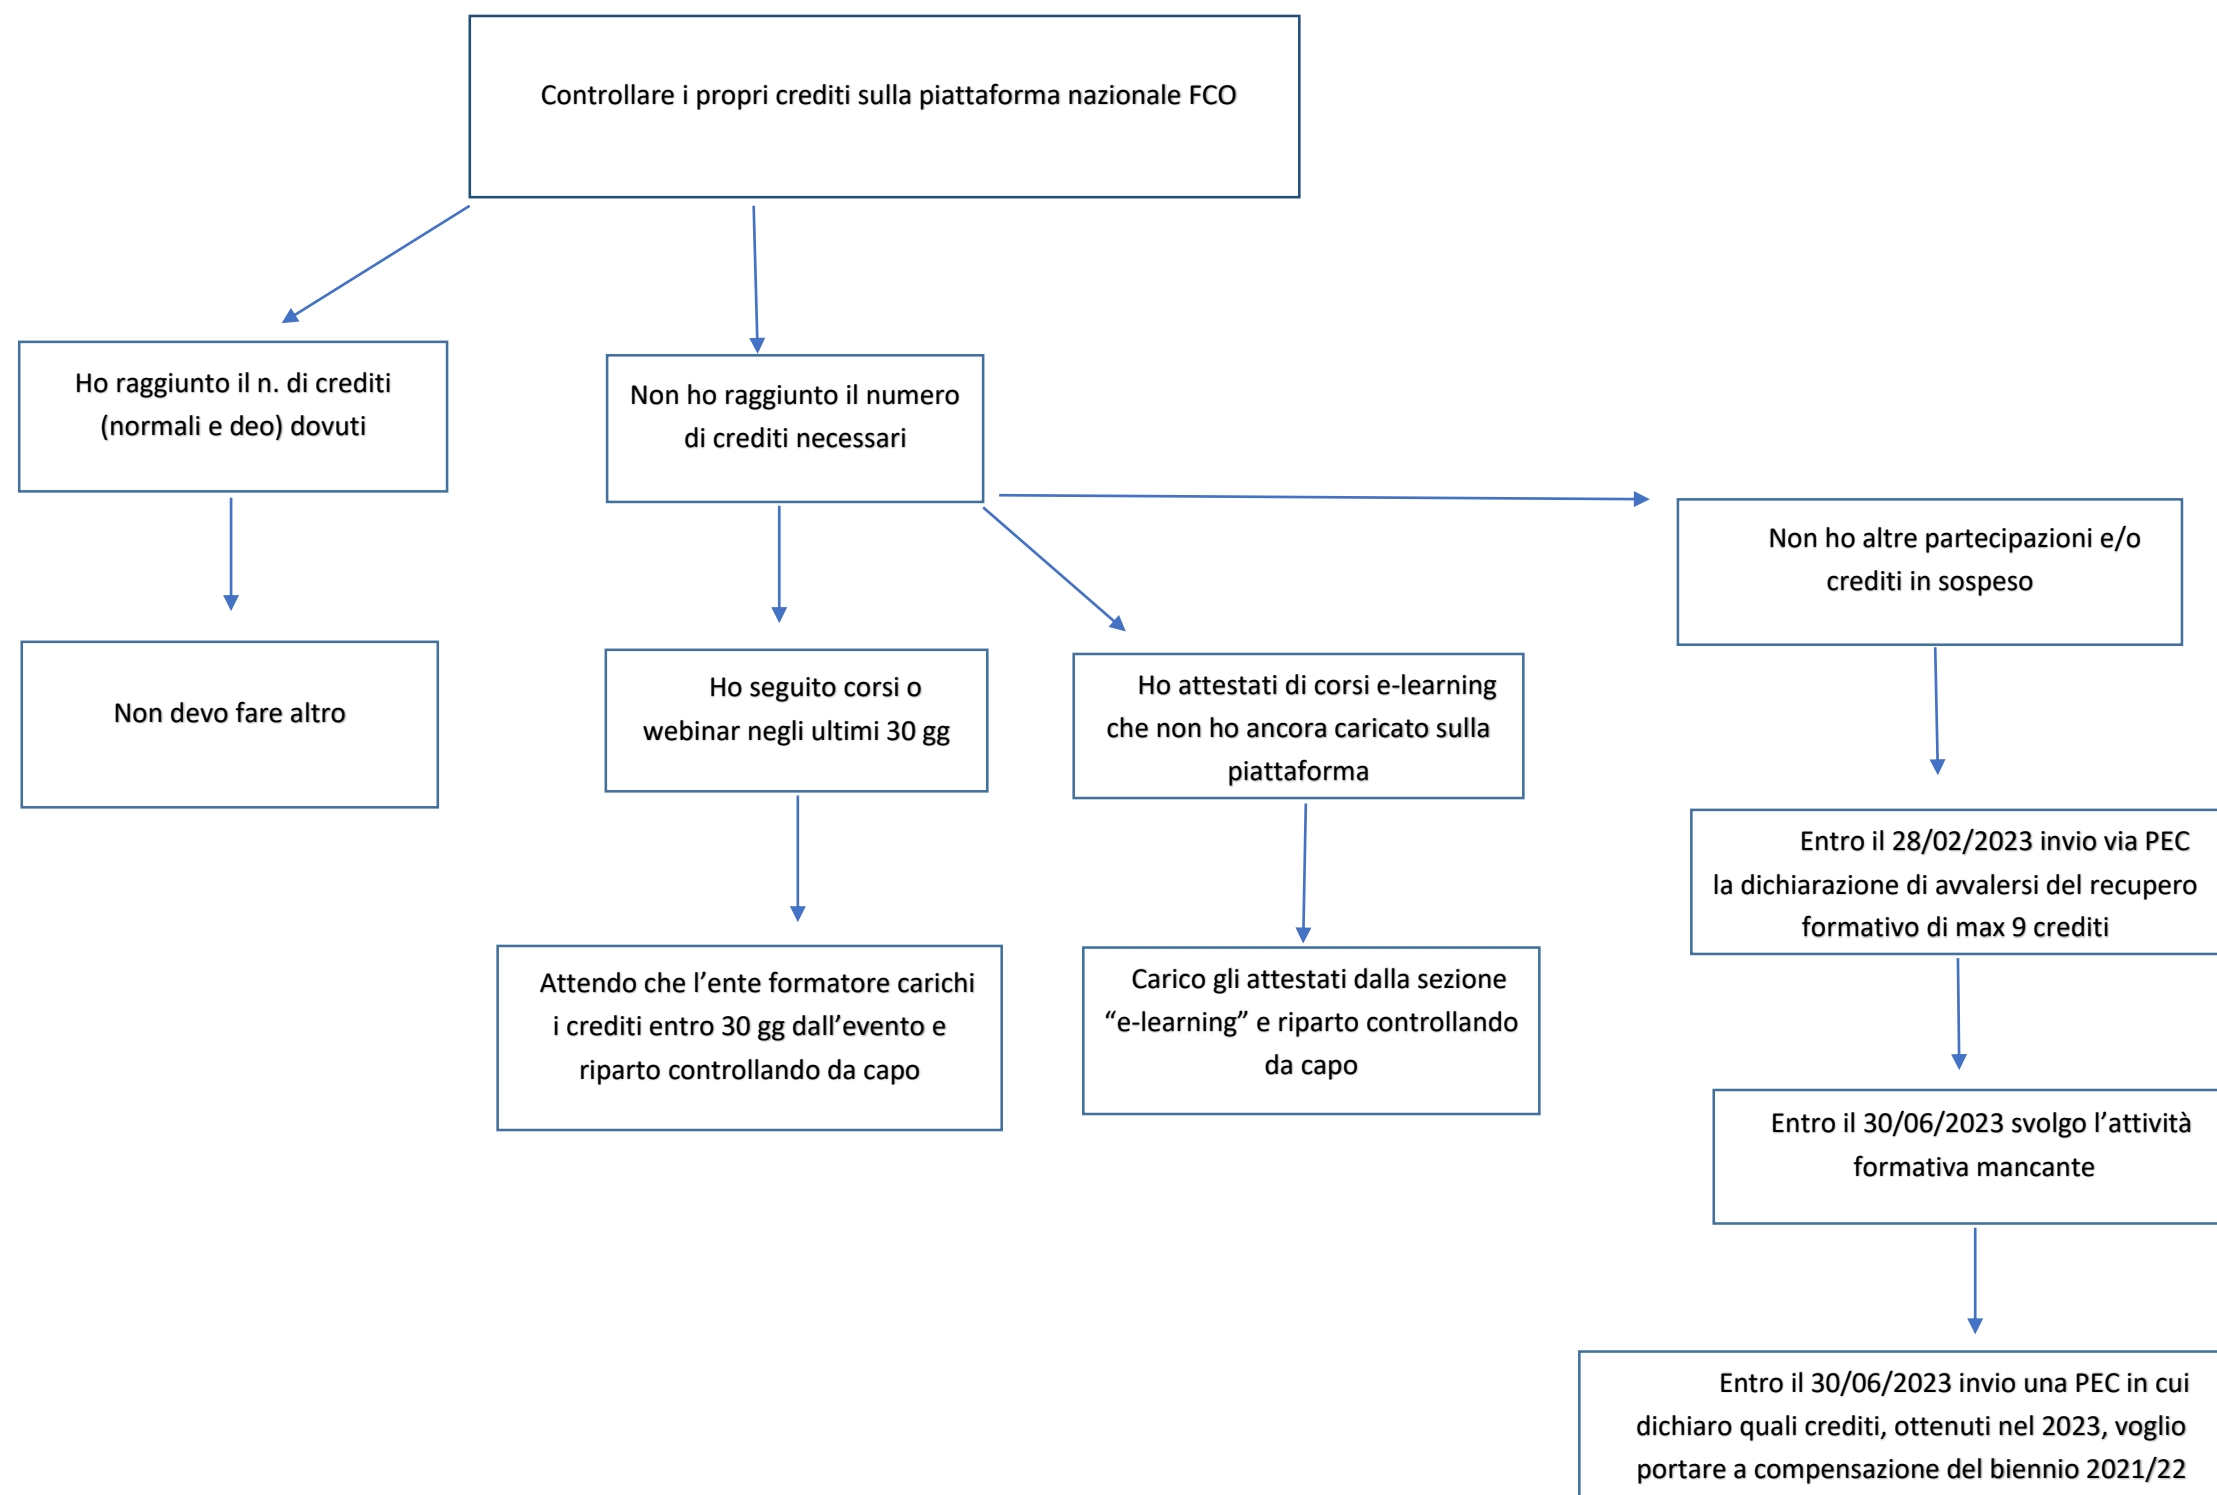 Controllare i propri crediti sulla piattaforma nazionale FCO
Ho raggiunto il n. di crediti
(normali e deo) dovuti
Non ho raggiunto il numero
di crediti necessari
Non ho altre partecipazioni e/o
crediti in sospeso
Non devo fare altro
Ho seguito corsi o
webinar negli ultimi 30 gg
Ho attestati di corsi e-learning
che non ho ancora caricato sulla
piattaforma
Entro il 28/02/2023 invio via PEC
la dichiarazione di avvalersi del recupero
formativo di max 9 crediti
Attendo che l’ente formatore carichi
i crediti entro 30 gg dall’evento e
riparto controllando da capo
Carico gli attestati dalla sezione
“e-learning” e riparto controllando
da capo
Entro il 30/06/2023 svolgo l’attività
formativa mancante
Entro il 30/06/2023 invio una PEC in cui
dichiaro quali crediti, ottenuti nel 2023, voglio
portare a compensazione del biennio 2021/22